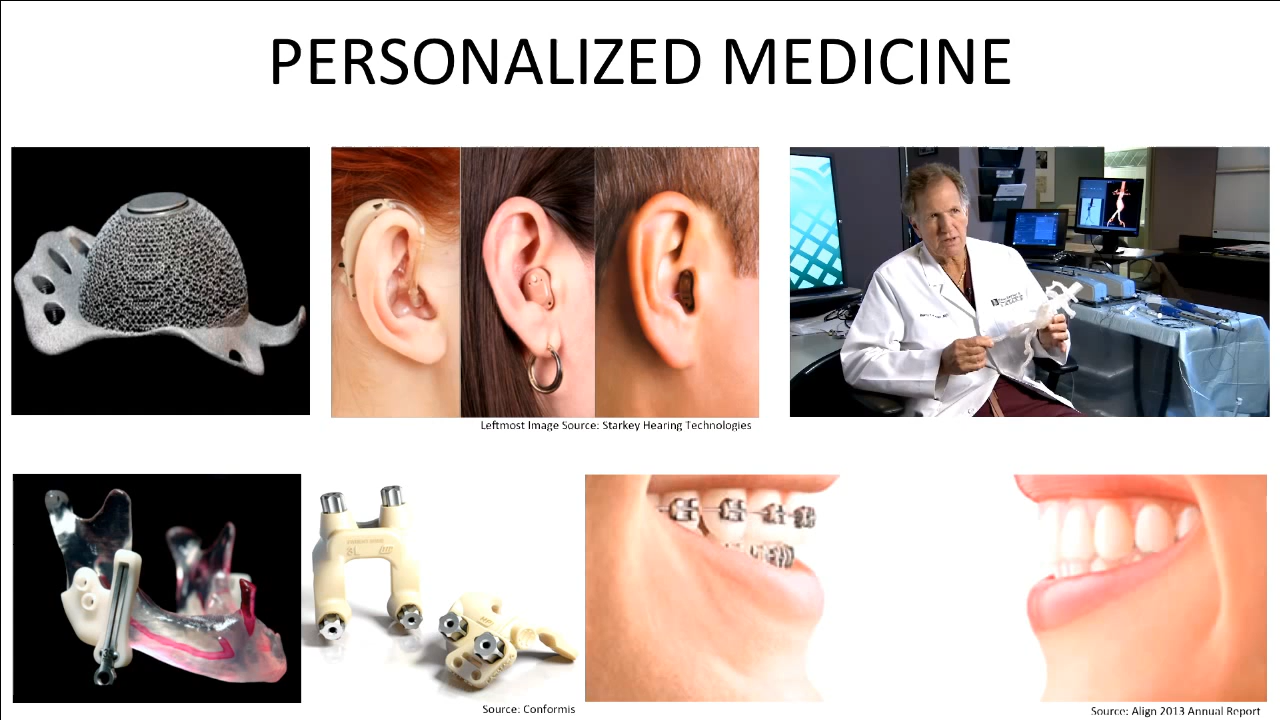 PERSONALIZED MEDICINE
Leftmost Image Source: Starkey Hearing Technologies
Source: Conformis
Source: Align 2013 Annual Report